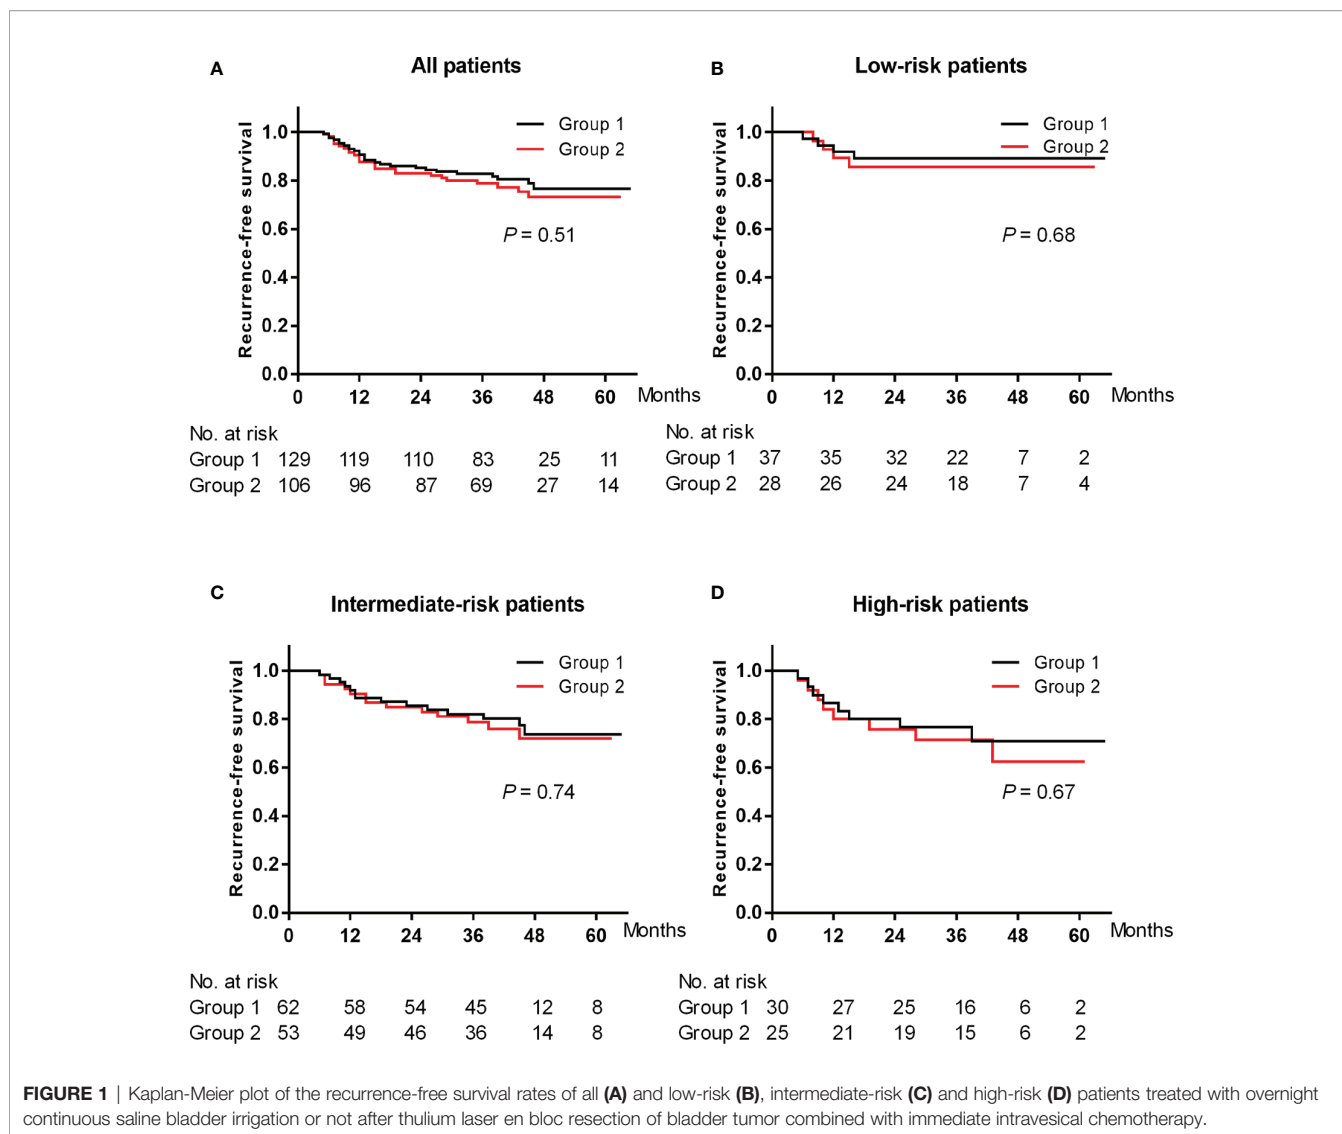 A
All patients
Recurrence-free survival
1.0
0.8
0.6
0.4
0.2
0.0
Group 1
Group 2
P = 0.51
0 12 24 36 48 60 Months
No. at risk
Group 1 129 119 110 83 25 11
Group 2 106 96 87 69 27 14
B
Low-risk patients
Recurrence-free survival
1.0
0.8
0.6
0.4
0.2
0.0
Group 1
Group 2
P = 0.68
0 12 24 36 48 60 Months
No. at risk
Group 1 37 35 32 22 7 2
Group 2 28 26 24 18 7 4
C
Intermediate-risk patients
Recurrence-free survival
1.0
0.8
0.6
0.4
0.2
0.0
Group 1
Group 2
P = 0.74
0 12 24 36 48 60 Months
No. at risk
Group 1 62 58 54 45 12 8
Group 2 53 49 46 36 14 8
D
High-risk patients
Recurrence-free survival
1.0
0.8
0.6
0.4
0.2
0.0
Group 1
Group 2
P = 0.67
0 12 24 36 48 60 Months
No. at risk
Group 1 30 27 25 16 6 2
Group 2 25 21 19 15 6 2
FIGURE 1 | Kaplan-Meier plot of the recurrence-free survival rates of all (A) and low-risk (B), intermediate-risk (C) and high-risk (D) patients treated with overnight
continuous saline bladder irrigation or not after thulium laser en bloc resection of bladder tumor combined with immediate intravesical chemotherapy.